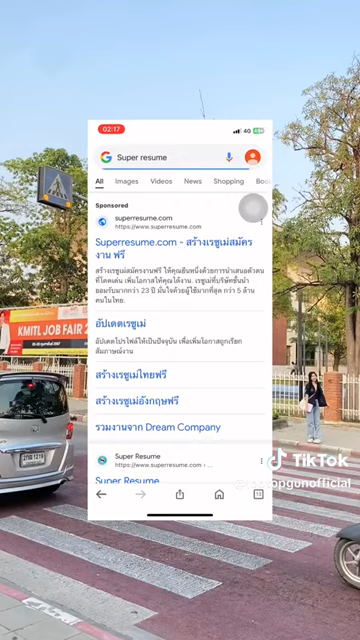 02:17
4G
Super resume
All Images Videos News Shopping Boo
Sponsored
superresume.com
https://www.superresume.com
Superresume.com - สร้างเรซูเม่สมัคร
งาน ฟรี
สร้างเรซูเม่สมัครงานฟรี ให้คุณยืนหนึ่งด้วยการนำเสนอตัวตน
ที่โดดเด่น เพิ่มโอกาสให้คุณได้งาน. เรซูเม่ที่บริษัทชั้นนำ
ยอมรับมากกว่า 23 ปี มั่นใจด้วยผู้ใช้มากที่สุด กว่า 5 ล้าน
คนในไทย.
อัปเดตเรซูเม่
อัปเดตโปรไฟล์ให้เป็นปัจจุบัน เพื่อเพิ่มโอกาสถูกเรียก
สัมภาษณ์งาน
สร้างเรซูเม่ไทยฟรี
สร้างเรซูเม่อังกฤษฟรี
รวมงานจาก Dream Company
Super Resume
https://www.superresume.com › ...
Super Resume
13
KMITL JOB FAIR 2
TikTok